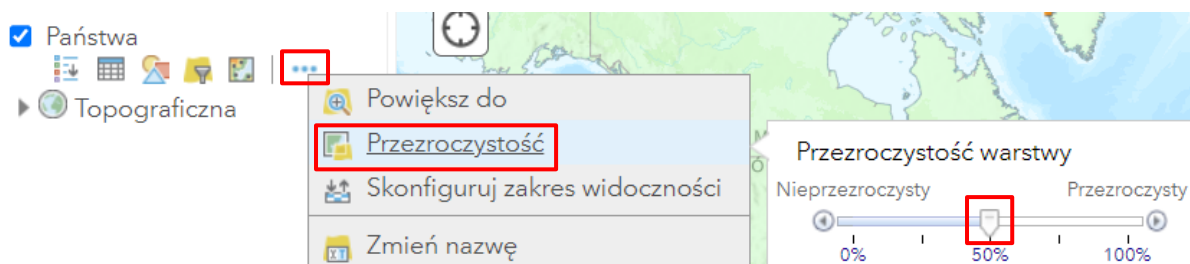 Państwa
Topograficzna
Powiększ do
Przezroczystość
Skonfiguruj zakres widoczności
Zmień nazwę
Przezroczystość warstwy
Nieprzezroczysty Przezroczysty
0% 50% 100%